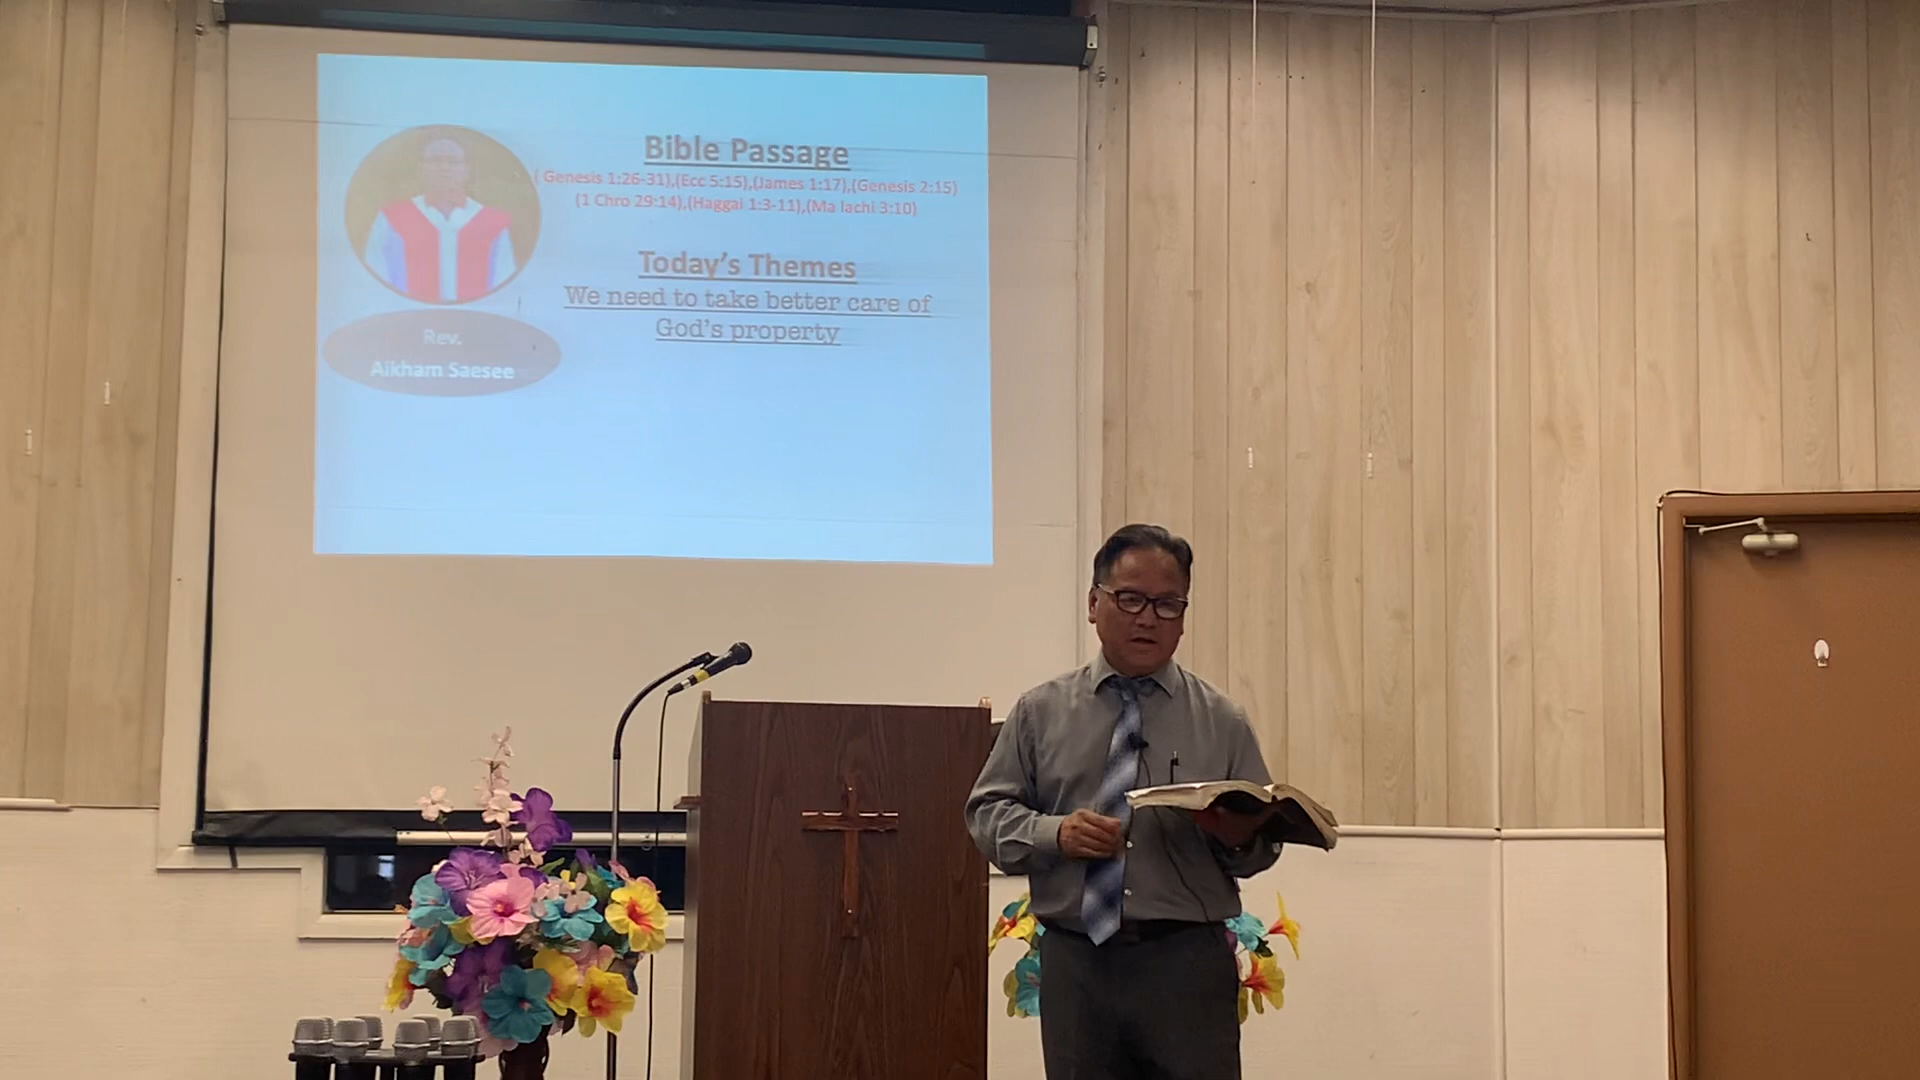 Bible Passage
( Genesis 1:26-31),(Ecc 5:15),(James 1:17),(Genesis 2:15)
(1 Chro 29:14),(Haggai 1:3-11),(Ma lachi 3:10)
Today's Themes
We need to take better care of
God's property
Rev.
Aikham Saesee